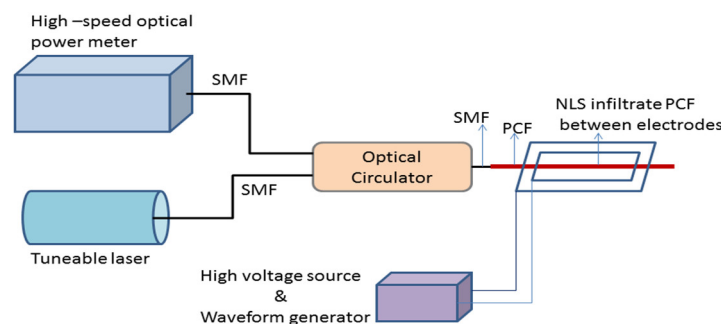 High –speed optical
power meter
SMF
NLS infiltrate PCF
between electrodes
SMF
PCF
Optical
Circulator
SMF
Tuneable laser
High voltage source
&
Waveform generator